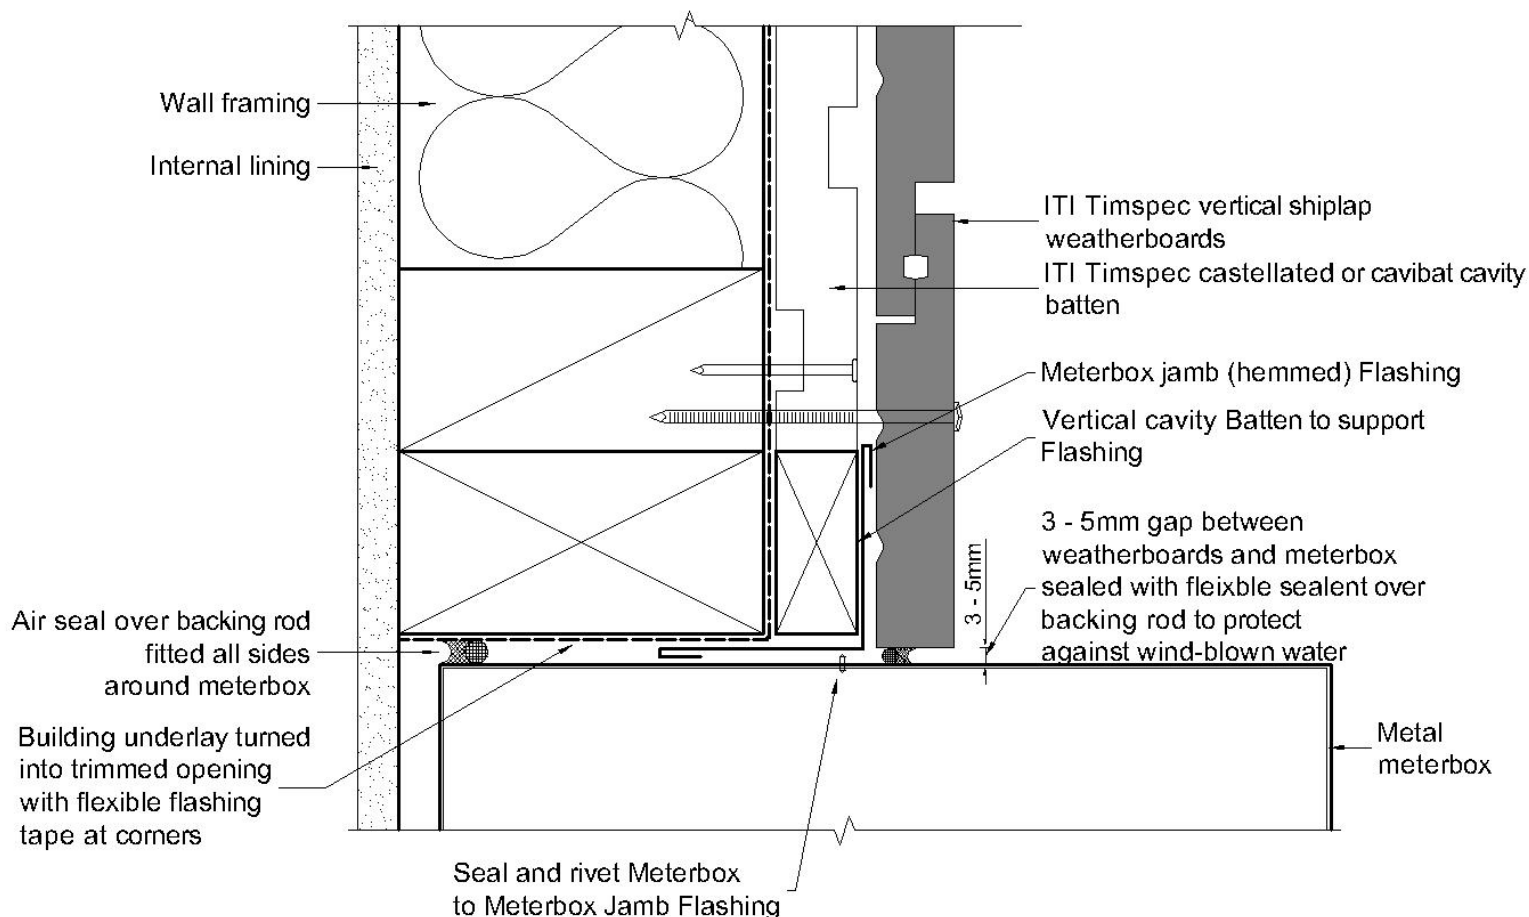 Wall framing
Internal lining
ITI Timspec vertical shiplap
weatherboards
ITI Timspec castellated or cavibat cavity
batten
Meterbox jamb (hemmed) Flashing
Vertical cavity Batten to support
Flashing
3 - 5mm gap between
weatherboards and meterbox
sealed with fleixble sealent over
backing rod to protect
against wind-blown water
3 - 5mm
Air seal over backing rod
fitted all sides
around meterbox
Building underlay turned
into trimmed opening
with flexible flashing
tape at corners
Metal
meterbox
Seal and rivet Meterbox
to Meterbox Jamb Flashing